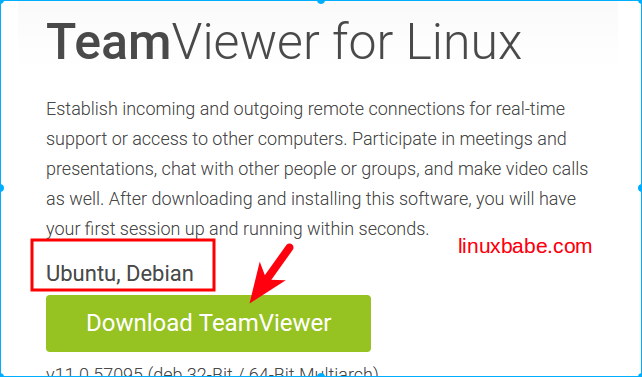 TeamViewer for Linux
Establish incoming and outgoing remote connections for real-time
support or access to other computers. Participate in meetings and
presentations, chat with other people or groups, and make video calls
as well. After downloading and installing this software, you will have
your first session up and running within seconds.
linuxbabe.com
Ubuntu, Debian
Download TeamViewer
v11.0.57095 (deb 32-Bit / 64-Bit Multiarch)